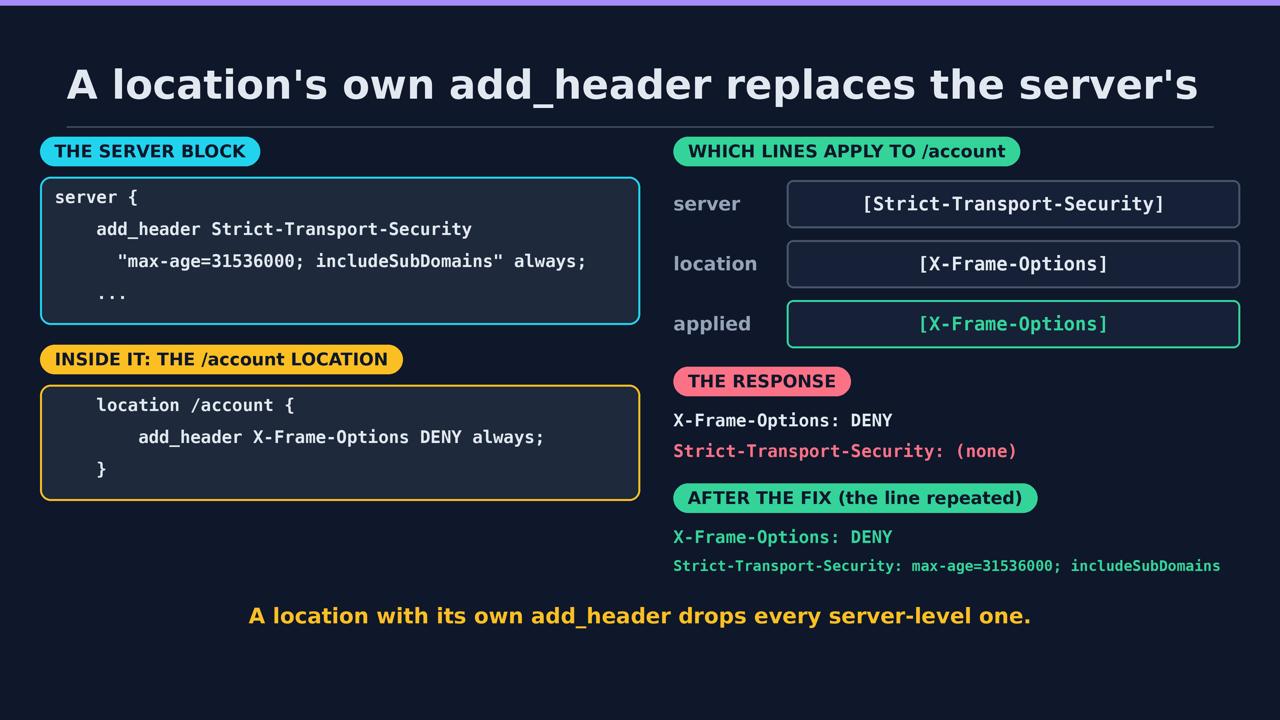 A location's own add_header replaces the server's
THE SERVER BLOCK
server {
    add_header Strict-Transport-Security
      "max-age=31536000; includeSubDomains" always;
    ...
INSIDE IT: THE /account LOCATION
    location /account {
        add_header X-Frame-Options DENY always;
    }
WHICH LINES APPLY TO /account
server [Strict-Transport-Security]
location [X-Frame-Options]
applied [X-Frame-Options]
THE RESPONSE
X-Frame-Options: DENY
Strict-Transport-Security: (none)
AFTER THE FIX (the line repeated)
X-Frame-Options: DENY
Strict-Transport-Security: max-age=31536000; includeSubDomains
A location with its own add_header drops every server-level one.